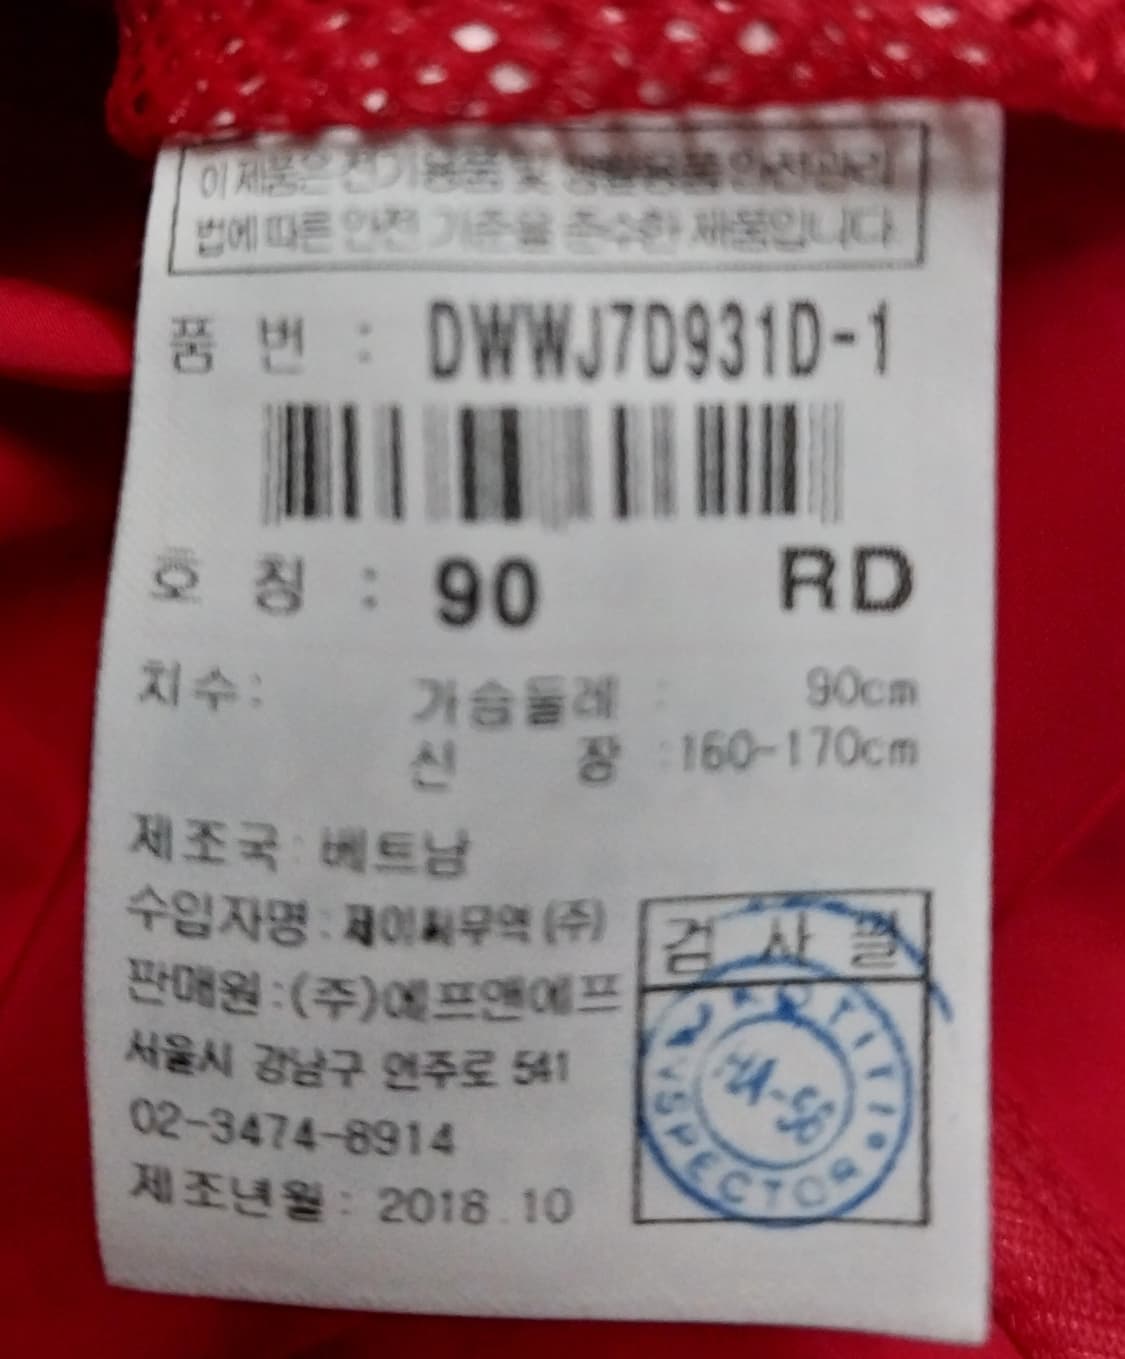 이 제품은 전기용품 및 생활용품 안전관리
법에 따른 안전 기준을 준수한 제품입니다
품 번 : DWWJ7D931D-1
호 칭 : 90 RD
치수: 가슴둘레 : 90cm
신 장 :160-170cm
제조국: 베트남
수입자명: 제이씨무역 (주)
판매원:(주)에프앤에프
서울시 강남구 언주로 541
02-3474-8914
제조년월: 2018.10
검 사 필
INSPECTOR